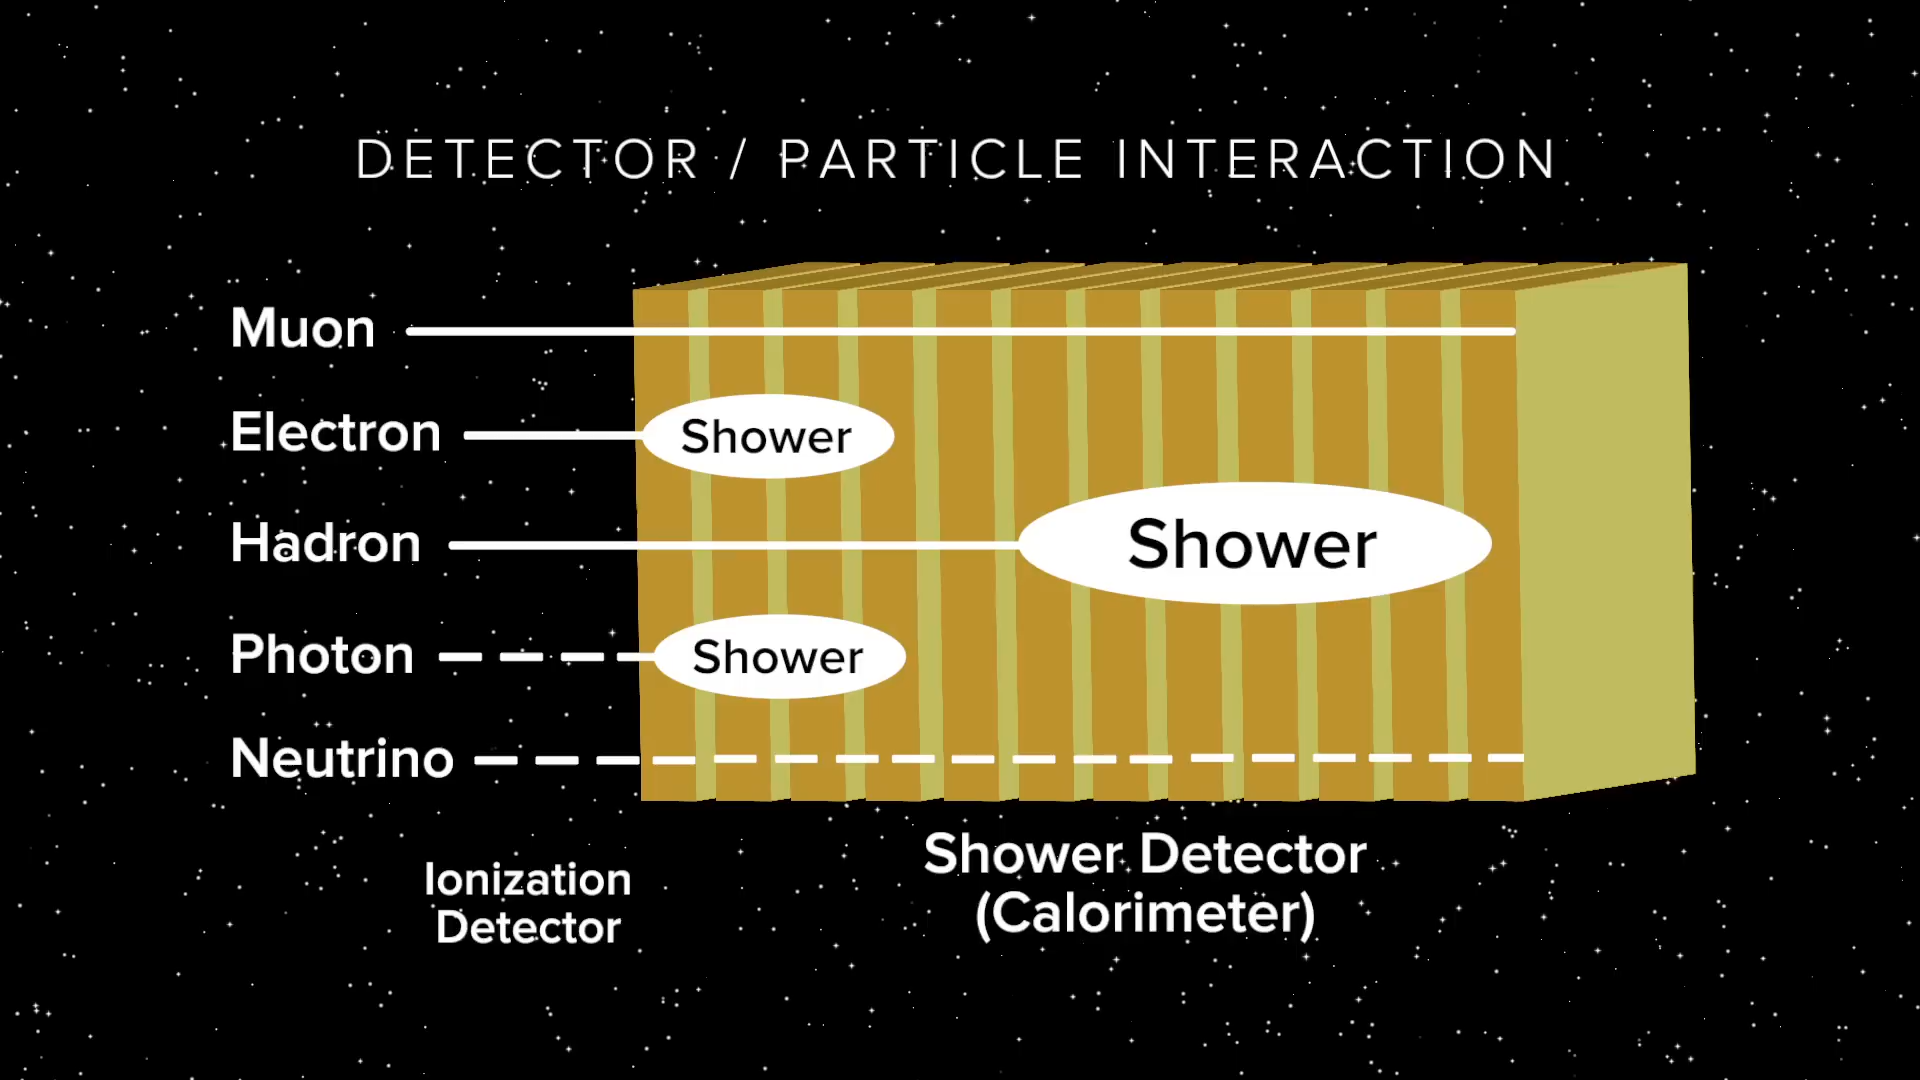 DETECTOR / PARTICLE INTERACTION
Muon
Electron
Shower
Hadron
Shower
Photon
Shower
Neutrino
Ionization
Detector
Shower Detector
(Calorimeter)